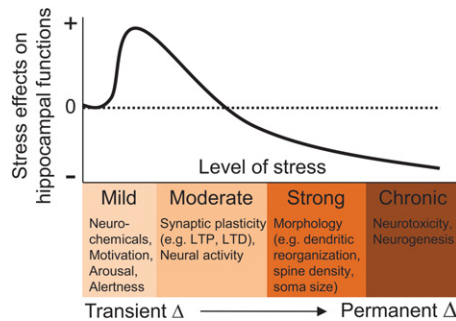 Stress effects on
hippocampal functions
+
0
-
Level of stress
Mild
Moderate
Strong
Chronic
Neuro-
chemicals,
Motivation,
Arousal,
Alertness
Synaptic plasticity
(e.g. LTP, LTD),
Neural activity
Morphology
(e.g. dendritic
reorganization,
spine density,
soma size)
Neurotoxicity,
Neurogenesis
Transient Δ
Permanent Δ